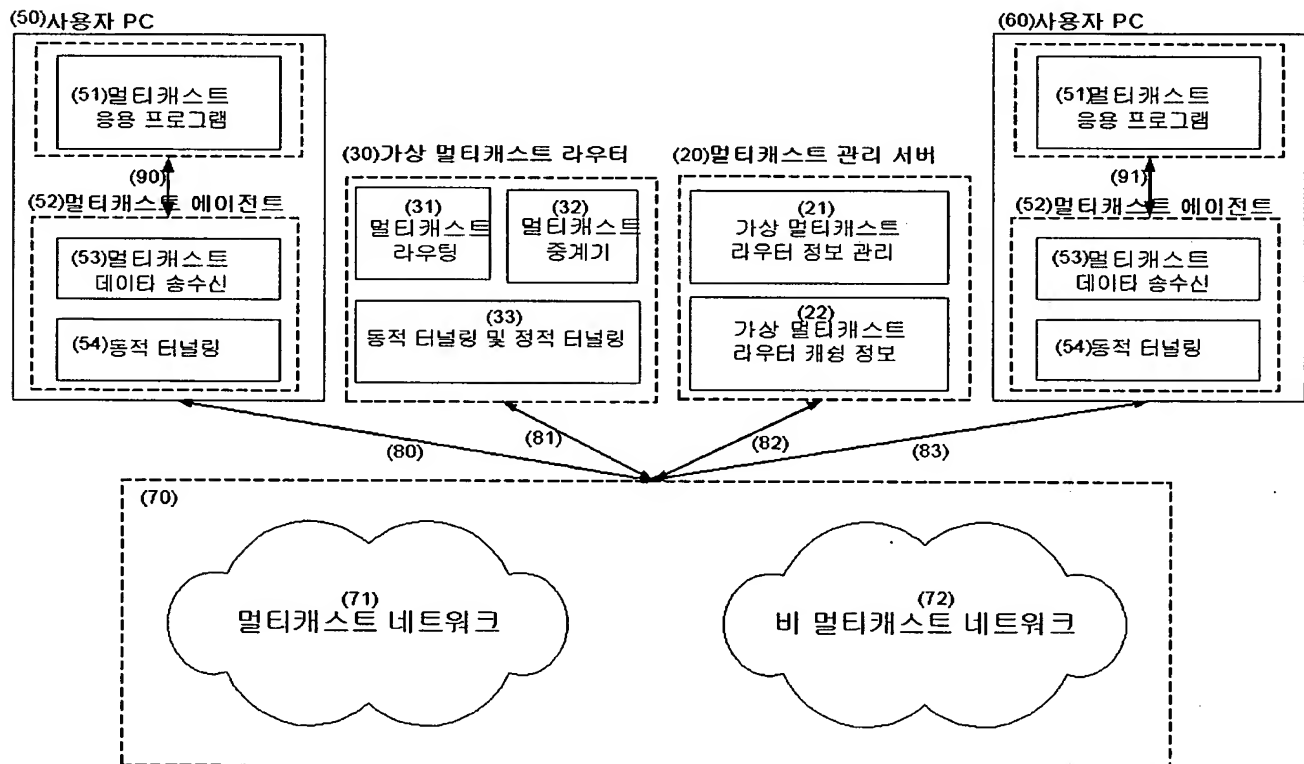 (50)사용자 PC
(51)멀티캐스트
응용 프로그램
(90)
(52)멀티캐스트 에이전트
(53)멀티캐스트
데이타 송수신
(54)동적 터널링
(30)가상 멀티캐스트 라우터
(31)
멀티캐스트
라우팅
(32)
멀티캐스트
중계기
(33)
동적 터널링 및 정적 터널링
(20)멀티캐스트 관리 서버
(21)
가상 멀티캐스트
라우터 정보 관리
(22)
가상 멀티캐스트
라우터 캐슁 정보
(60)사용자 PC
(51)멀티캐스트
응용 프로그램
(91)
(52)멀티캐스트 에이전트
(53)멀티캐스트
데이타 송수신
(54)동적 터널링
(80)
(81)
(82)
(83)
(70)
(71)
멀티캐스트 네트워크
(72)
비 멀티캐스트 네트워크